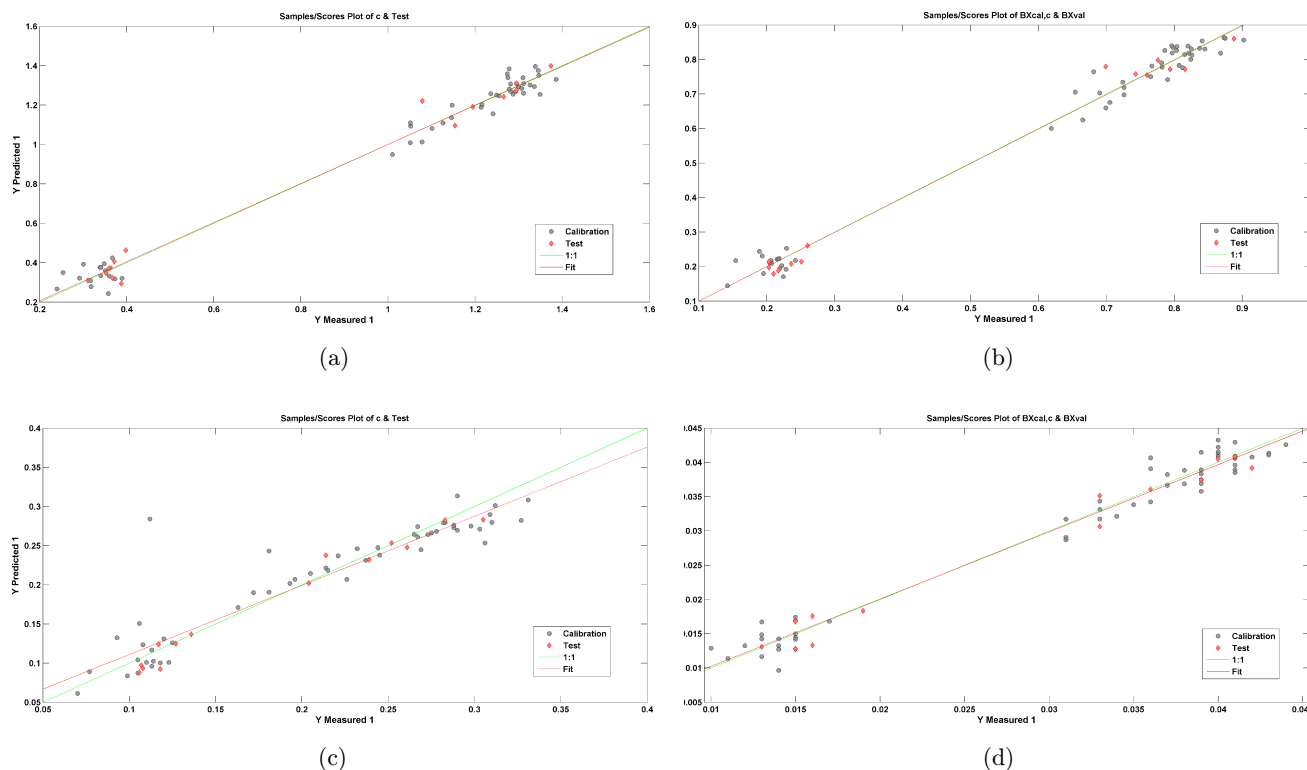 Samples/Scores Plot of c & Test
Y Predicted 1
1.6
1.4
1.2
1
0.8
0.6
0.4
0.2
Calibration
Test
1:1
Fit
0.2 0.4 0.6 0.8 1 1.2 1.4 1.6
Y Measured 1
(a)
Samples/Scores Plot of BXcal,c & BXval
0.9
0.8
0.7
0.6
0.5
0.4
0.3
0.2
0.1
Calibration
Test
1:1
Fit
0.1 0.2 0.3 0.4 0.5 0.6 0.7 0.8 0.9
Y Measured 1
(b)
Samples/Scores Plot of c & Test
Y Predicted 1
0.4
0.35
0.3
0.25
0.2
0.15
0.1
0.05
Calibration
Test
1:1
Fit
0.05 0.1 0.15 0.2 0.25 0.3 0.35 0.4
Y Measured 1
(c)
Samples/Scores Plot of BXcal,c & BXval
.045
0.04
.035
0.03
.025
0.02
.015
0.01
.005
Calibration
Test
1:1
Fit
0.01 0.015 0.02 0.025 0.03 0.035 0.04 0.04
Y Measured 1
(d)